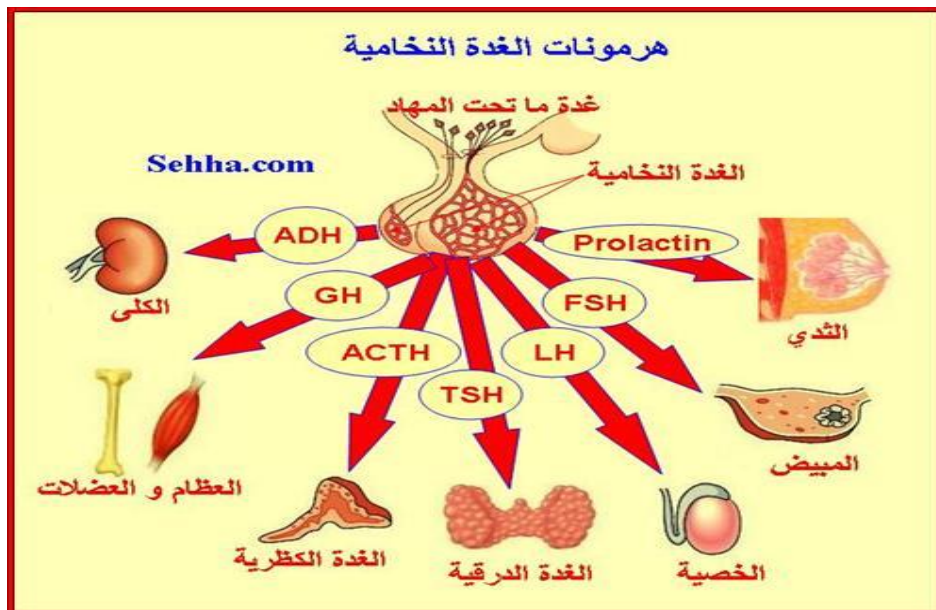 هرمونات الغدة النخامية
غدة ما تحت المهاد
Sehha.com
الغدة النخامية
ADH
Prolactin
الكلى
GH
FSH
الثدي
ACTH
LH
TSH
العظام و العضلات
المبيض
الغدة الكظرية
الغدة الدرقية
الخصية